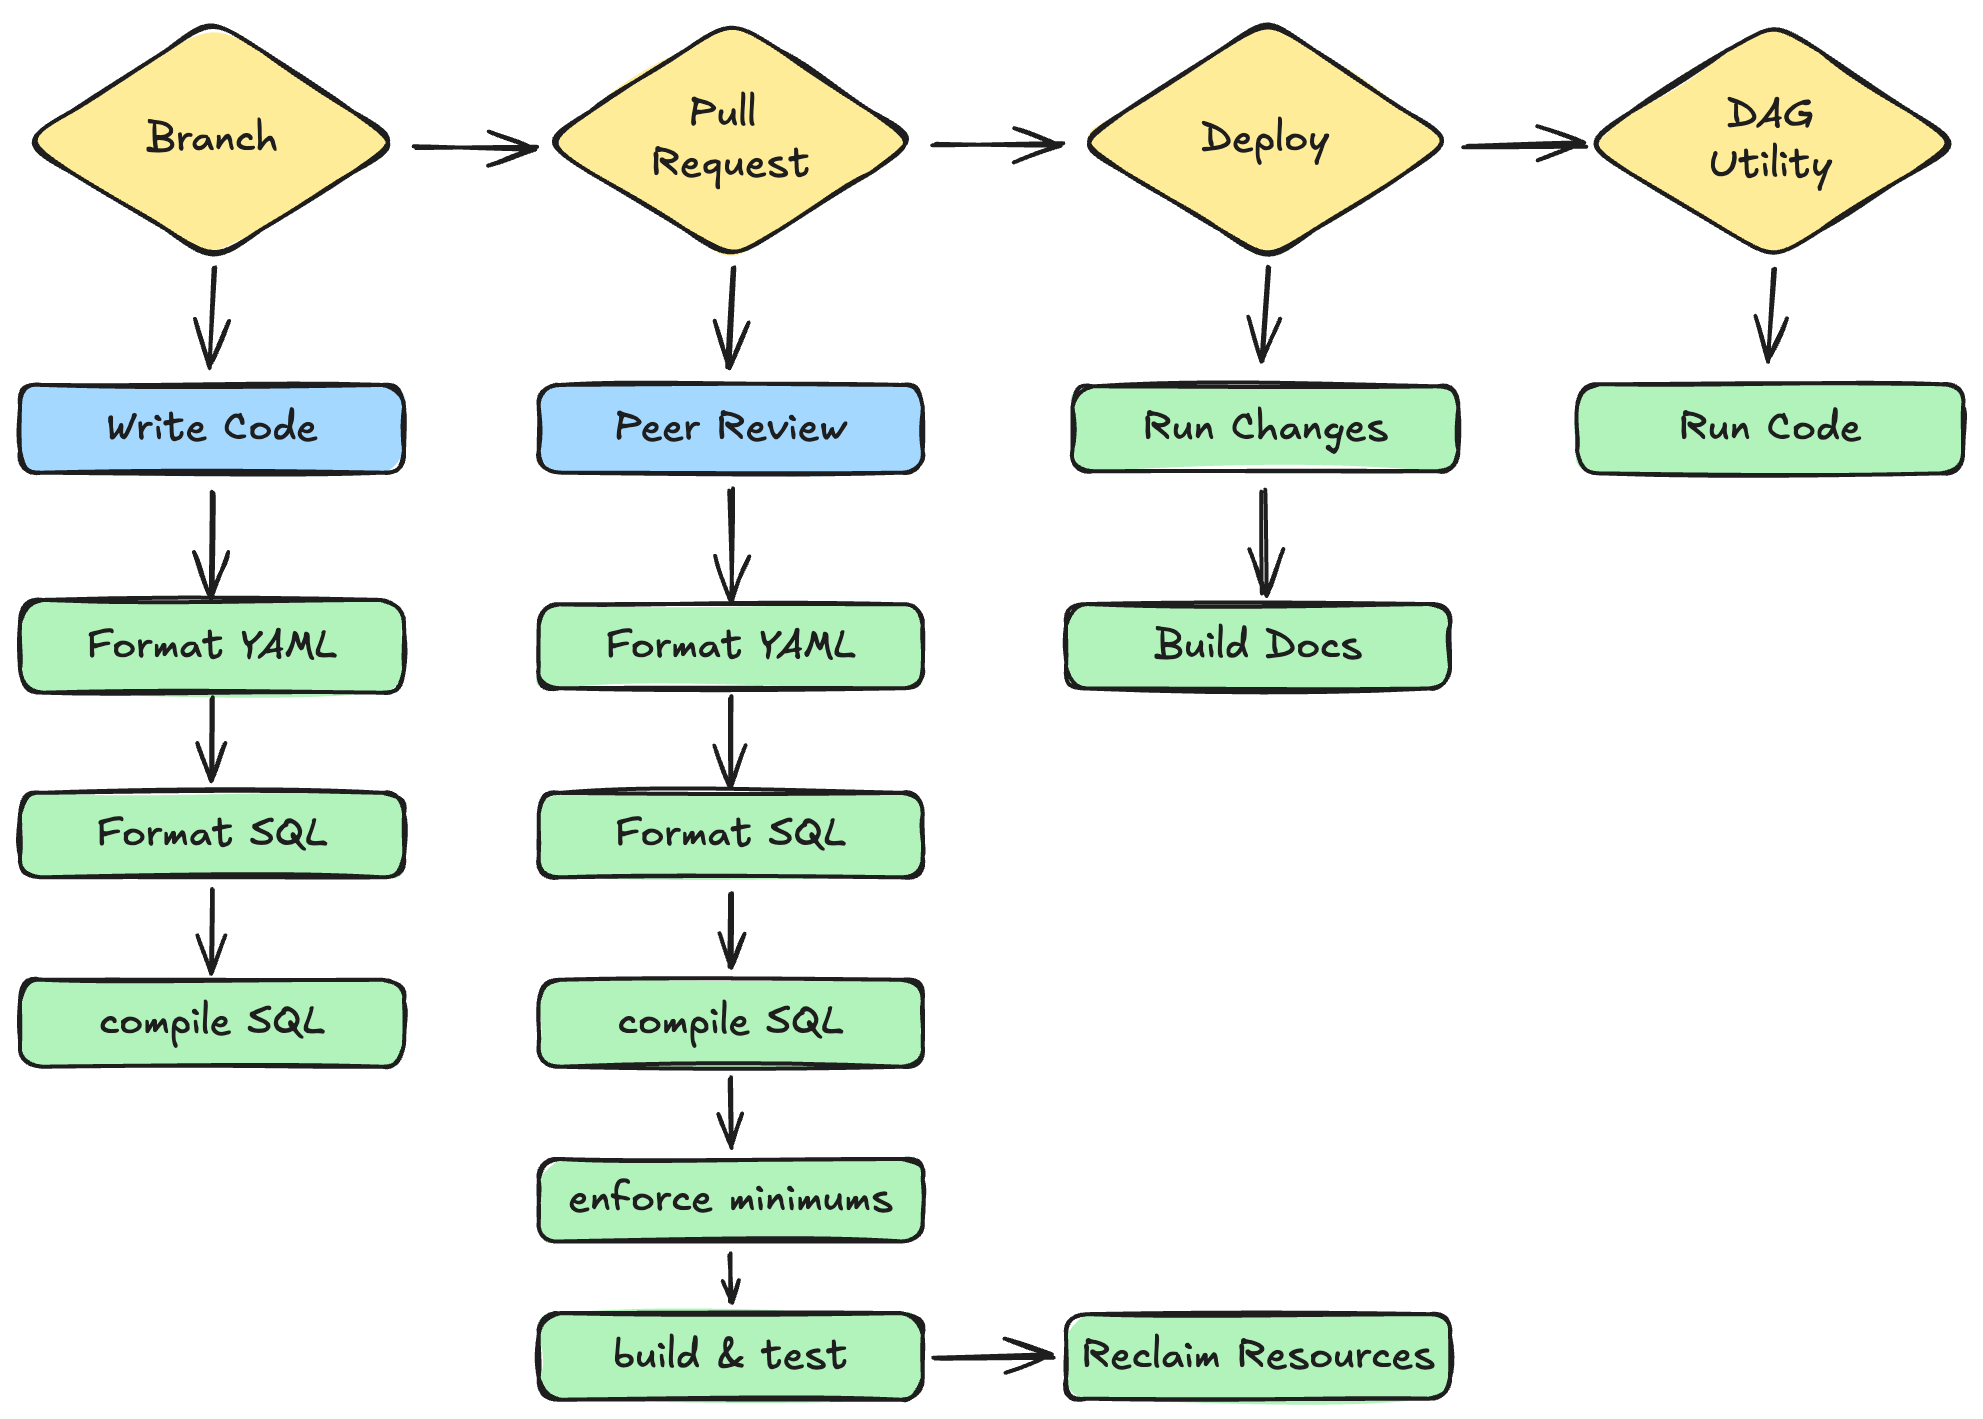 Branch
Pull
Request
Deploy
DAG
Utility
Write Code
Peer Review
Run Changes
Run Code
Format YAML
Format YAML
Build Docs
Format SQL
Format SQL
compile SQL
compile SQL
enforce minimums
build & test
Reclaim Resources